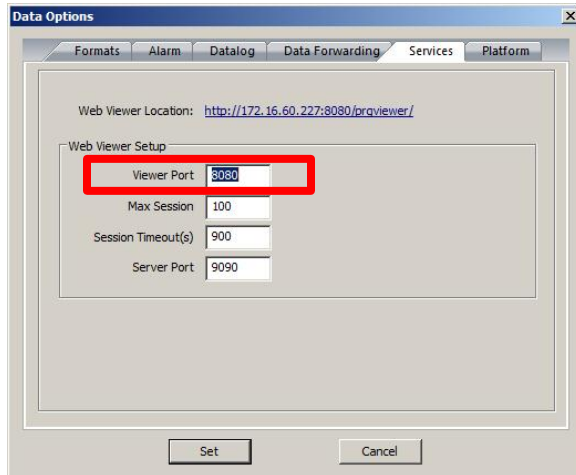 Data Options
Formats Alarm Datalog Data Forwarding Services Platform
Web Viewer Location: http://172.16.60.227:8080/prqviewer/
Web Viewer Setup
Viewer Port 8080
Max Session 100
Session Timeout(s) 900
Server Port 9090
Set Cancel